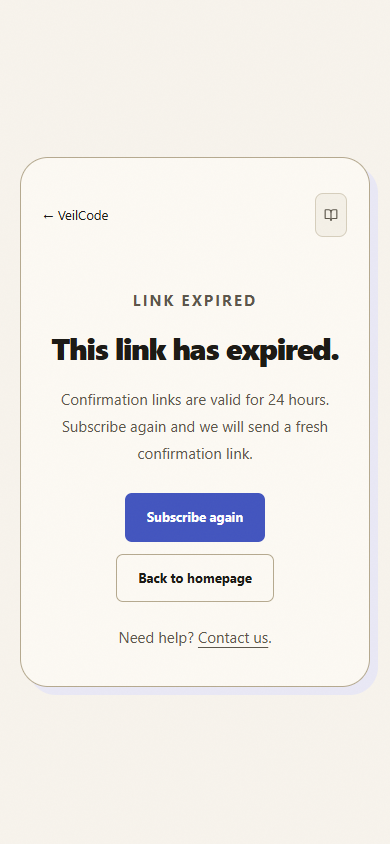 ← VeilCode
LINK EXPIRED
This link has expired.
Confirmation links are valid for 24 hours.
Subscribe again and we will send a fresh
confirmation link.
Subscribe again
Back to homepage
Need help? Contact us.